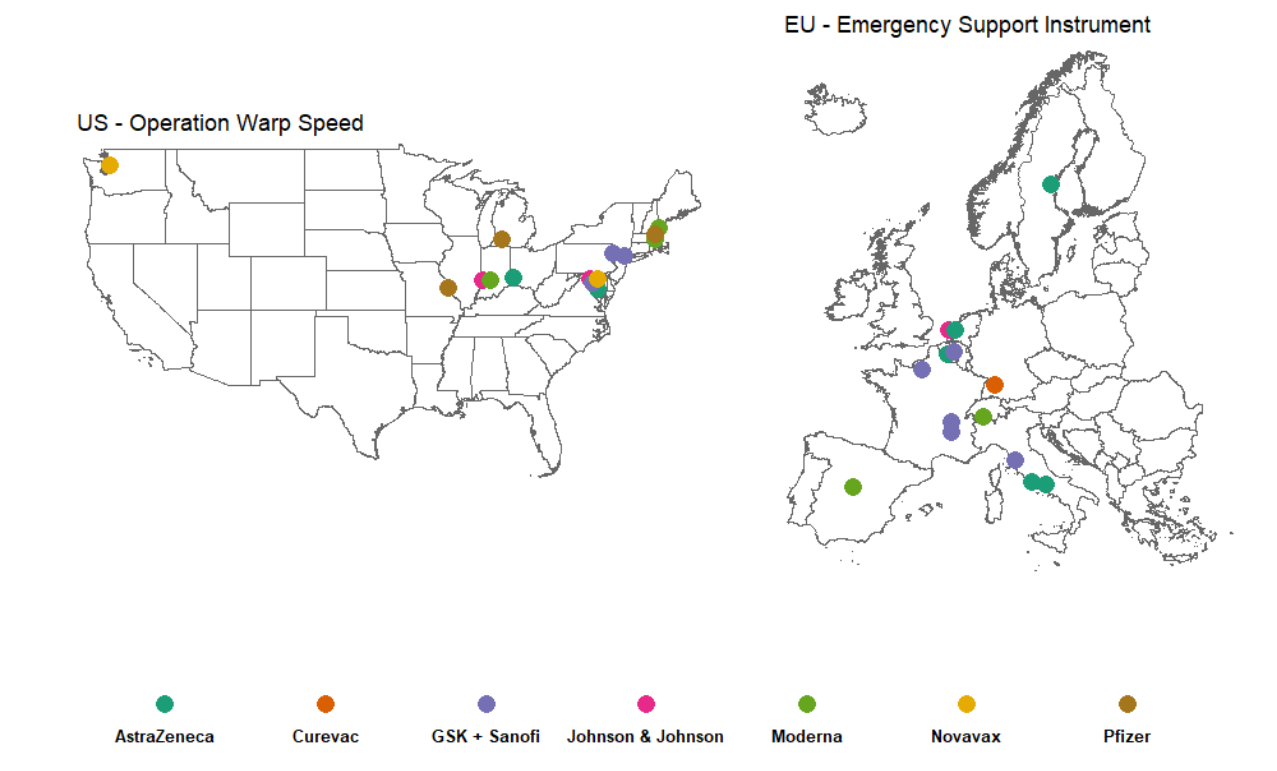 EU - Emergency Support Instrument
US - Operation Warp Speed
AstraZeneca Curevac GSK + Sanofi Johnson & Johnson Moderna Novavax Pfizer